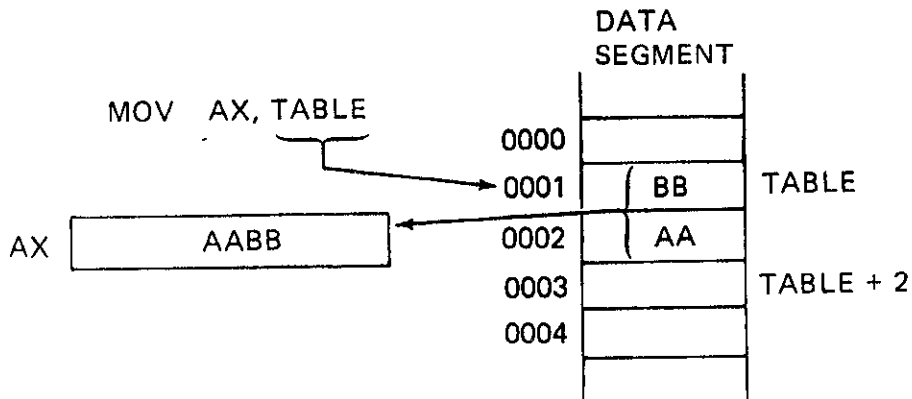 DATA
SEGMENT
MOV AX, TABLE
0000
0001 BB TABLE
AX AABB 0002 AA
0003 TABLE + 2
0004